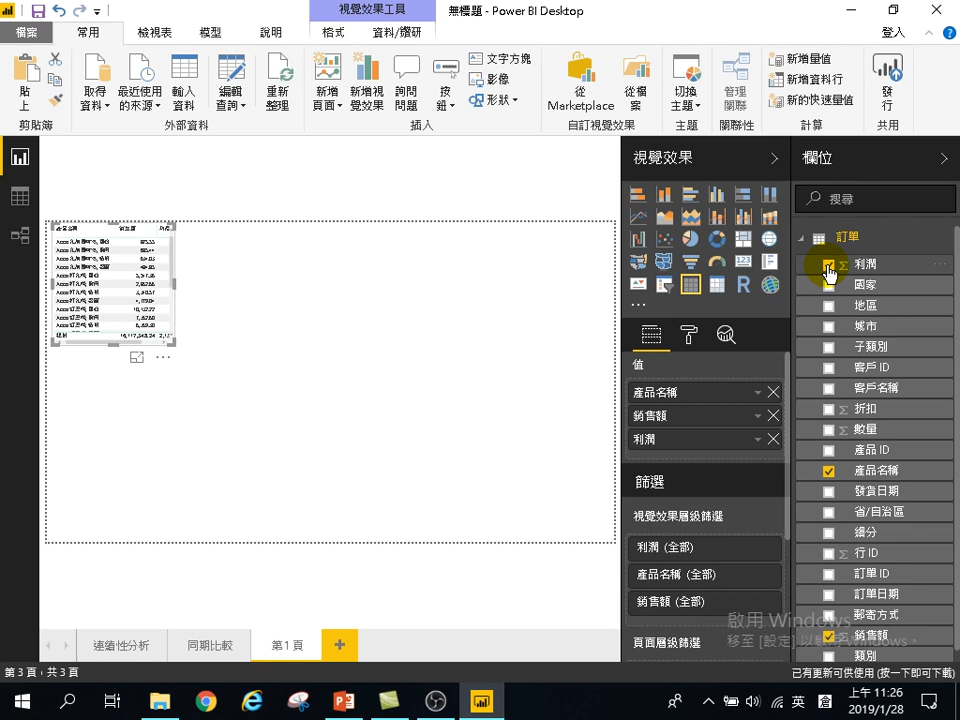 視覺效果工具
無標題 - Power BI Desktop
檔案
常用
檢視表
模型
說明
格式
資料/鑽研
登入
貼上
剪貼簿
取得資料
最近使用的來源
輸入資料
編輯查詢
外部資料
重新整理
新增頁面
新增視覺效果
詢問問題
按鈕
文字方塊
影像
形狀
插入
從 Marketplace
從檔案
自訂視覺效果
切換主題
主題
管理關聯
關聯性
新增量值
新增資料行
新的快速量值
計算
發行
共用
視覺效果
值
產品名稱
銷售額
利潤
篩選
視覺效果層級篩選
利潤 (全部)
產品名稱 (全部)
銷售額 (全部)
頁面層級篩選
欄位
搜尋
訂單
利潤
國家
地區
城市
子類別
客戶 ID
客戶名稱
折扣
數量
產品 ID
產品名稱
發貨日期
省/自治區
細分
行 ID
訂單 ID
訂單日期
郵寄方式
銷售額
類別
啟用 Windows
連續性分析
同期比較
第 1 頁
第 3 頁，共 3 頁
已有更新可供使用 (按一下即可下載)
英
上午 11:26
2019/1/28